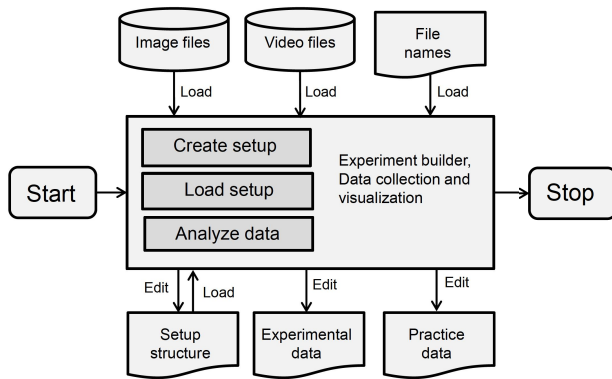 Image files
Video files
File
names
Load
Load
Load
Create setup
Load setup
Analyze data
Experiment builder,
Data collection and
visualization
Start
Stop
Edit
Load
Edit
Edit
Setup
structure
Experimental
data
Practice
data